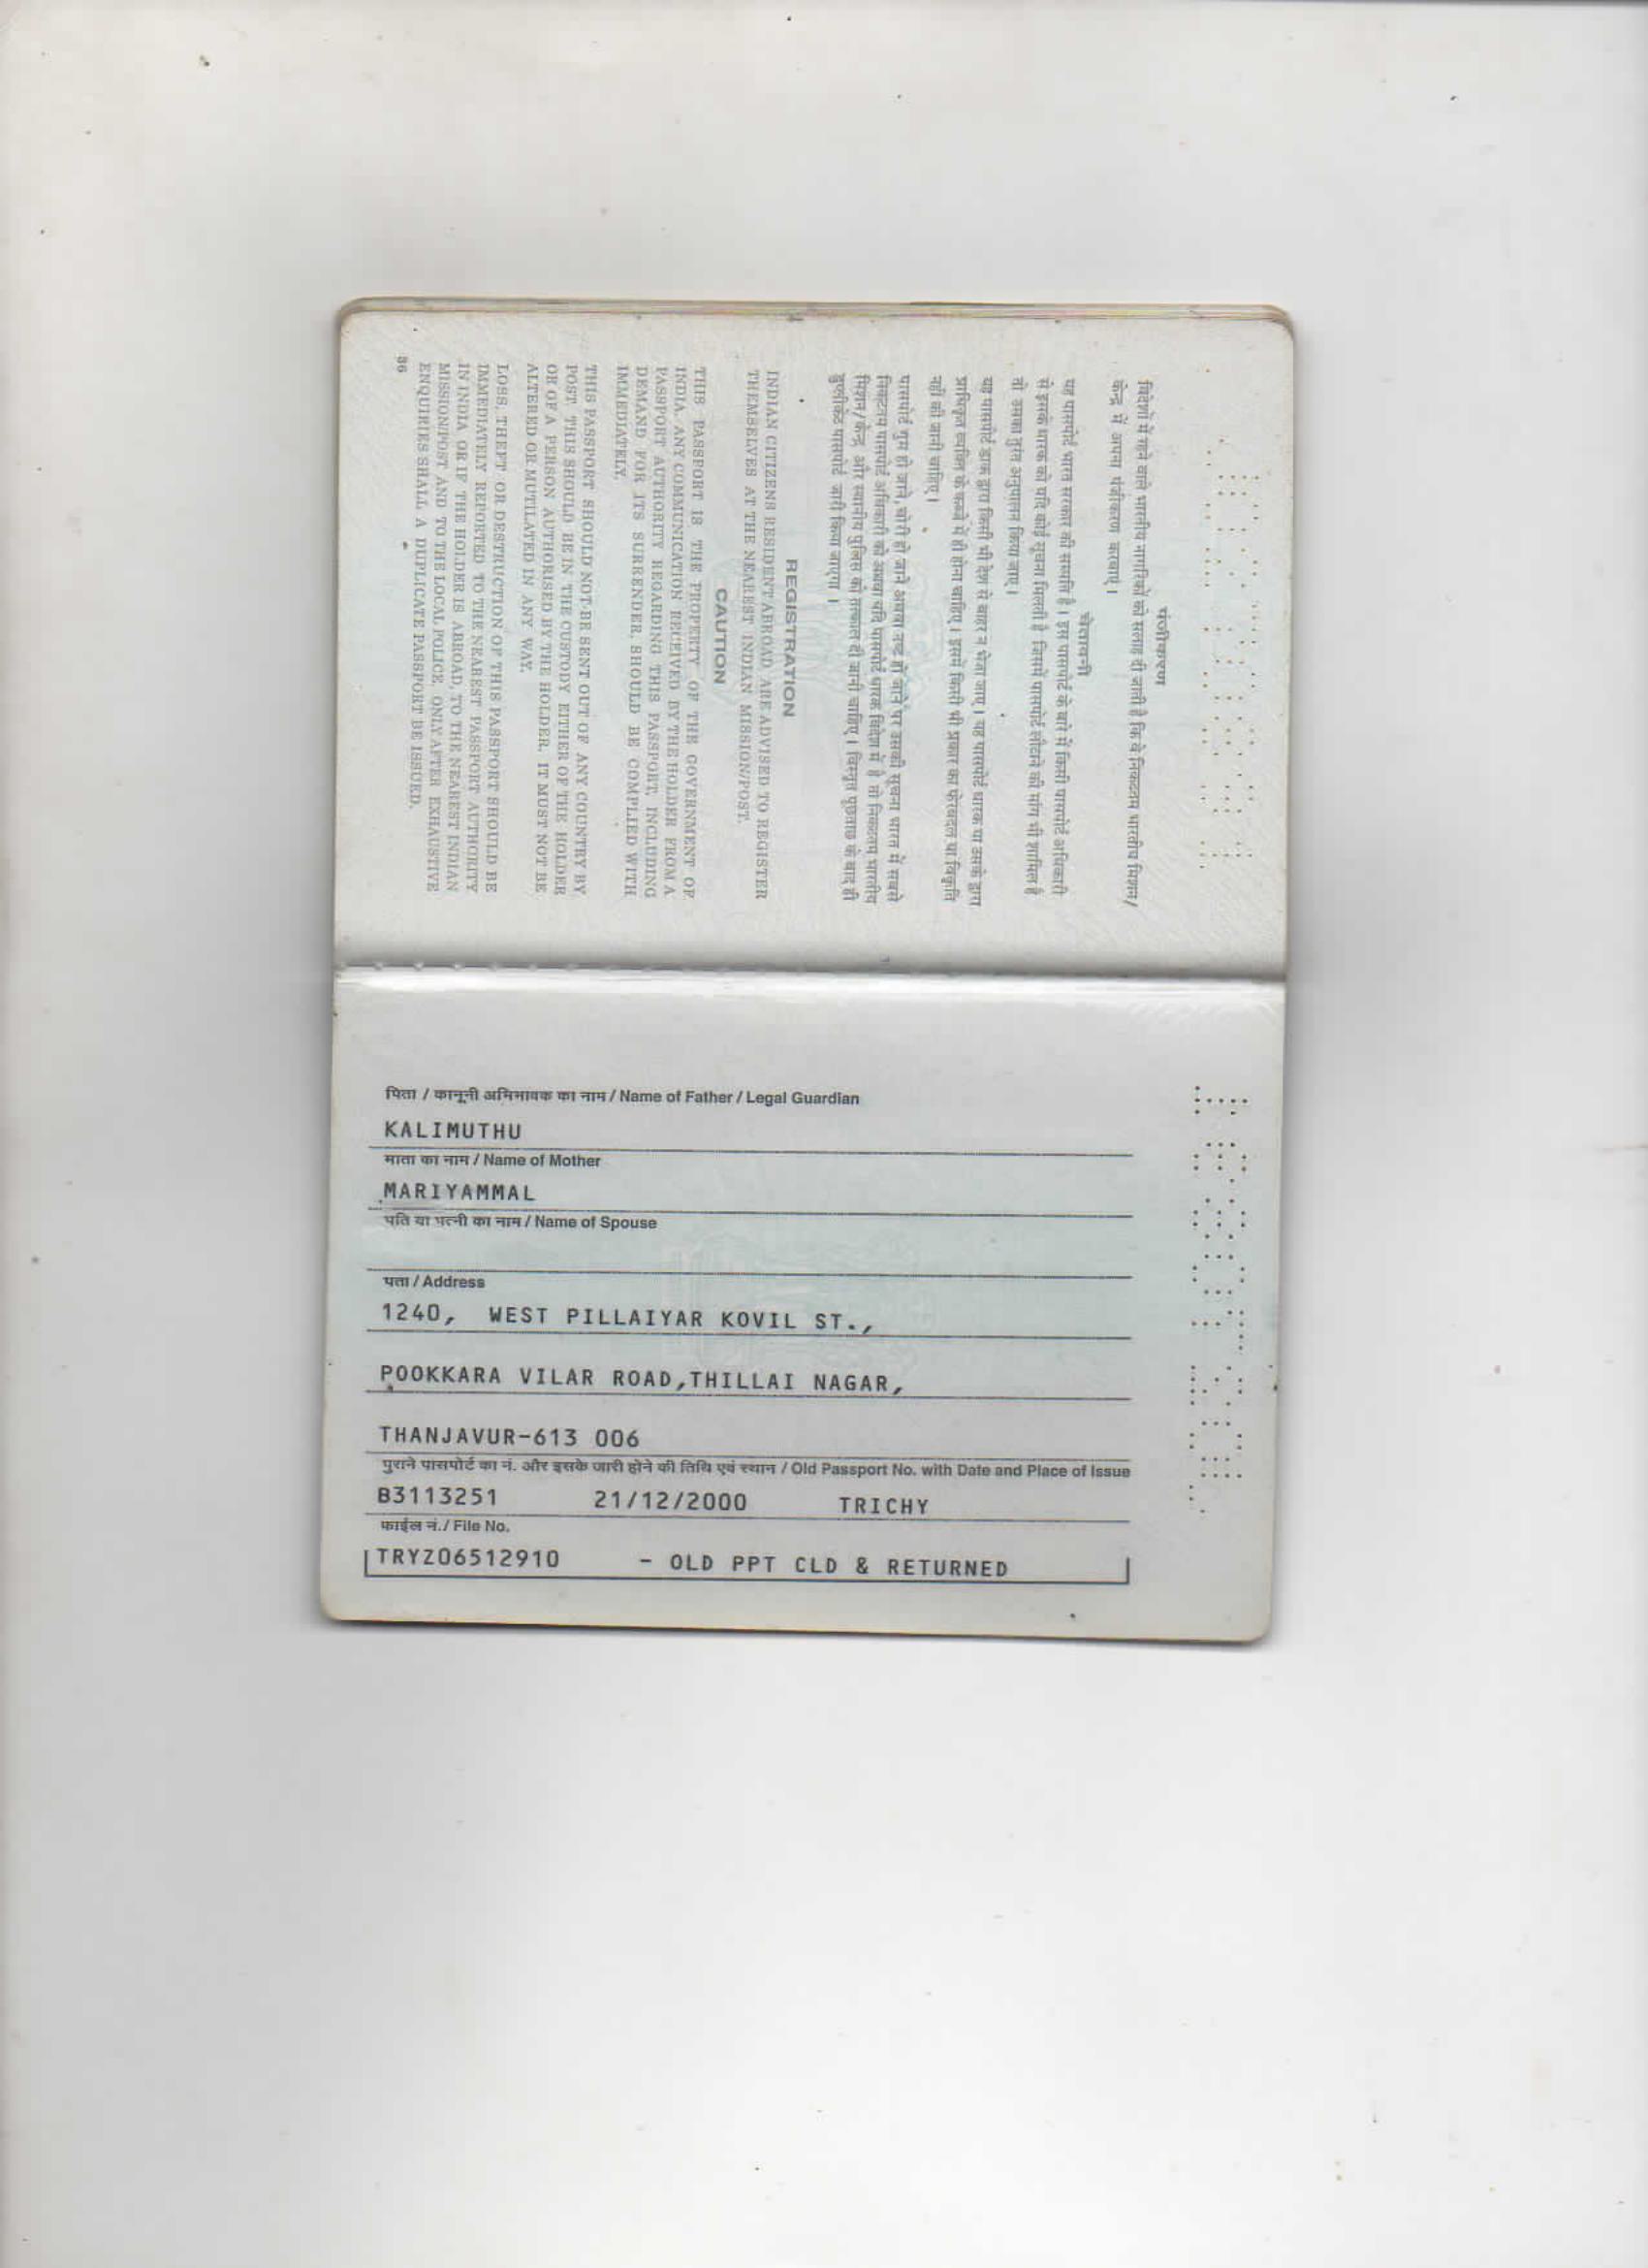 पंजीकरण
विदेशों में रहने वाले भारतीय नागरिकों को सलाह दी जाती है कि वे निकटतम भारतीय मिशन/
केन्द्र में अपना पंजीकरण करवाएं।
चेतावनी
यह पासपोर्ट भारत सरकार की सम्पत्ति है। इस पासपोर्ट के बारे में किसी पासपोर्ट अधिकारी
से इसके धारक को यदि कोई सूचना मिलती है जिसमें पासपोर्ट लौटाने की मांग भी शामिल है
तो उसका तुरंत अनुपालन किया जाए।
यह पासपोर्ट डाक द्वारा किसी भी देश से बाहर न भेजा जाए। यह पासपोर्ट धारक या उसके द्वारा
प्राधिकृत व्यक्ति के कब्जे में ही होना चाहिए। इसमें किसी भी प्रकार का फेरबदल या विकृति
नहीं की जानी चाहिए।
पासपोर्ट गुम हो जाने, चोरी हो जाने अथवा नष्ट हो जाने पर उसकी सूचना भारत में सबसे
निकटतम पासपोर्ट अधिकारी को अथवा यदि पासपोर्ट धारक विदेश में है तो निकटतम भारतीय
मिशन/केन्द्र और स्थानीय पुलिस को तत्काल दी जानी चाहिए। विस्तृत पूछताछ के बाद ही
डुप्लीकेट पासपोर्ट जारी किया जाएगा।
REGISTRATION
INDIAN CITIZENS RESIDENT ABROAD ARE ADVISED TO REGISTER
THEMSELVES AT THE NEAREST INDIAN MISSION/POST.
CAUTION
THIS PASSPORT IS THE PROPERTY OF THE GOVERNMENT OF
INDIA. ANY COMMUNICATION RECEIVED BY THE HOLDER FROM A
PASSPORT AUTHORITY REGARDING THIS PASSPORT, INCLUDING
DEMAND FOR ITS SURRENDER, SHOULD BE COMPLIED WITH
IMMEDIATELY.
THIS PASSPORT SHOULD NOT BE SENT OUT OF ANY COUNTRY BY
POST. THIS SHOULD BE IN THE CUSTODY EITHER OF THE HOLDER
OR OF A PERSON AUTHORISED BY THE HOLDER. IT MUST NOT BE
ALTERED OR MUTILATED IN ANY WAY.
LOSS, THEFT OR DESTRUCTION OF THIS PASSPORT SHOULD BE
IMMEDIATELY REPORTED TO THE NEAREST PASSPORT AUTHORITY
IN INDIA OR IF THE HOLDER IS ABROAD, TO THE NEAREST INDIAN
MISSION/POST AND TO THE LOCAL POLICE. ONLY AFTER EXHAUSTIVE
ENQUIRIES SHALL A DUPLICATE PASSPORT BE ISSUED.
36
पिता / कानूनी अभिभावक का नाम / Name of Father / Legal Guardian
KALIMUTHU
माता का नाम / Name of Mother
MARIYAMMAL
पति या पत्नी का नाम / Name of Spouse
पता / Address
1240, WEST PILLAIYAR KOVIL ST.,
POOKKARA VILAR ROAD,THILLAI NAGAR,
THANJAVUR-613 006
पुराने पासपोर्ट का नं. और इसके जारी होने की तिथि एवं स्थान / Old Passport No. with Date and Place of Issue
B3113251 21/12/2000 TRICHY
फाईल नं./ File No.
TRYZ06512910 - OLD PPT CLD & RETURNED